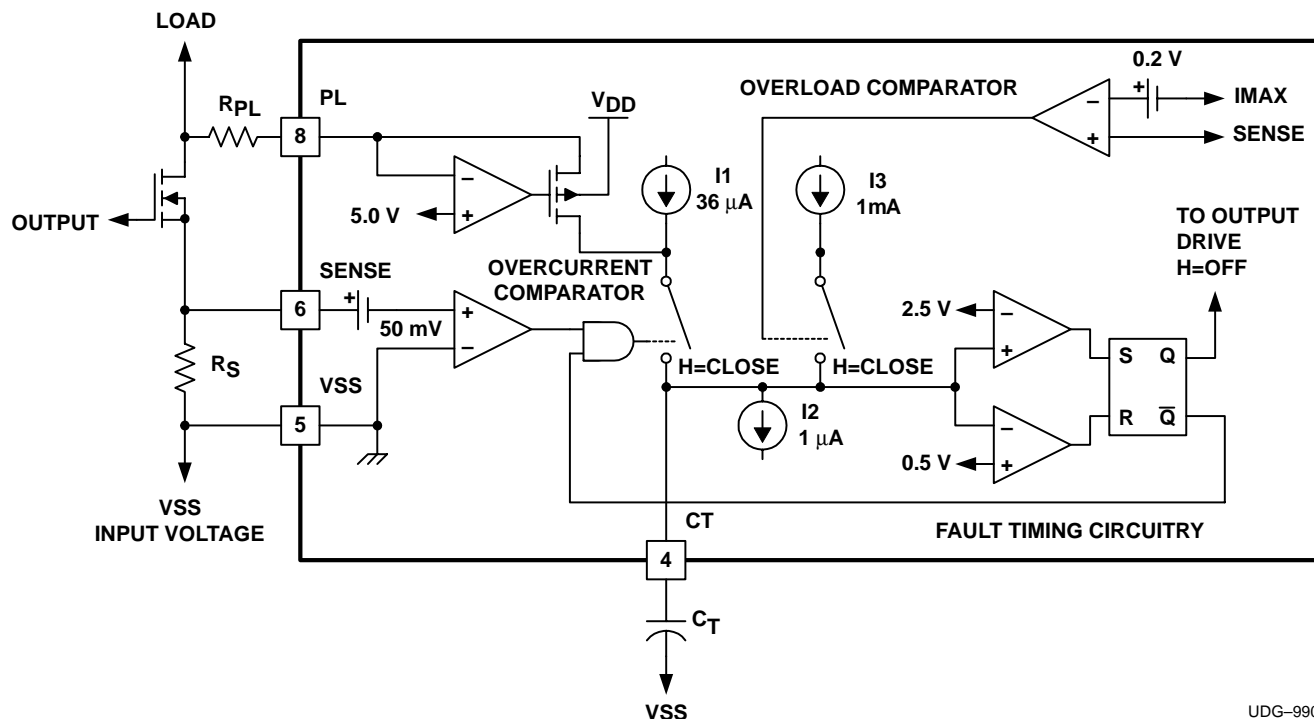 LOAD
0.2 V
RPL
PL
VDD
OVERLOAD COMPARATOR
+
−
IMAX
8
+
SENSE
−
I1
36 μA
I3
1mA
5.0 V
+
OUTPUT
TO OUTPUT
DRIVE
H=OFF
SENSE
OVERCURRENT
COMPARATOR
6
+
50 mV
+
−
2.5 V
−
+
S Q
RS
H=CLOSE
H=CLOSE
VSS
5
I2
1 μA
R Q̅
−
0.5 V
+
VSS
INPUT VOLTAGE
CT
FAULT TIMING CIRCUITRY
4
CT
VSS
UDG–990